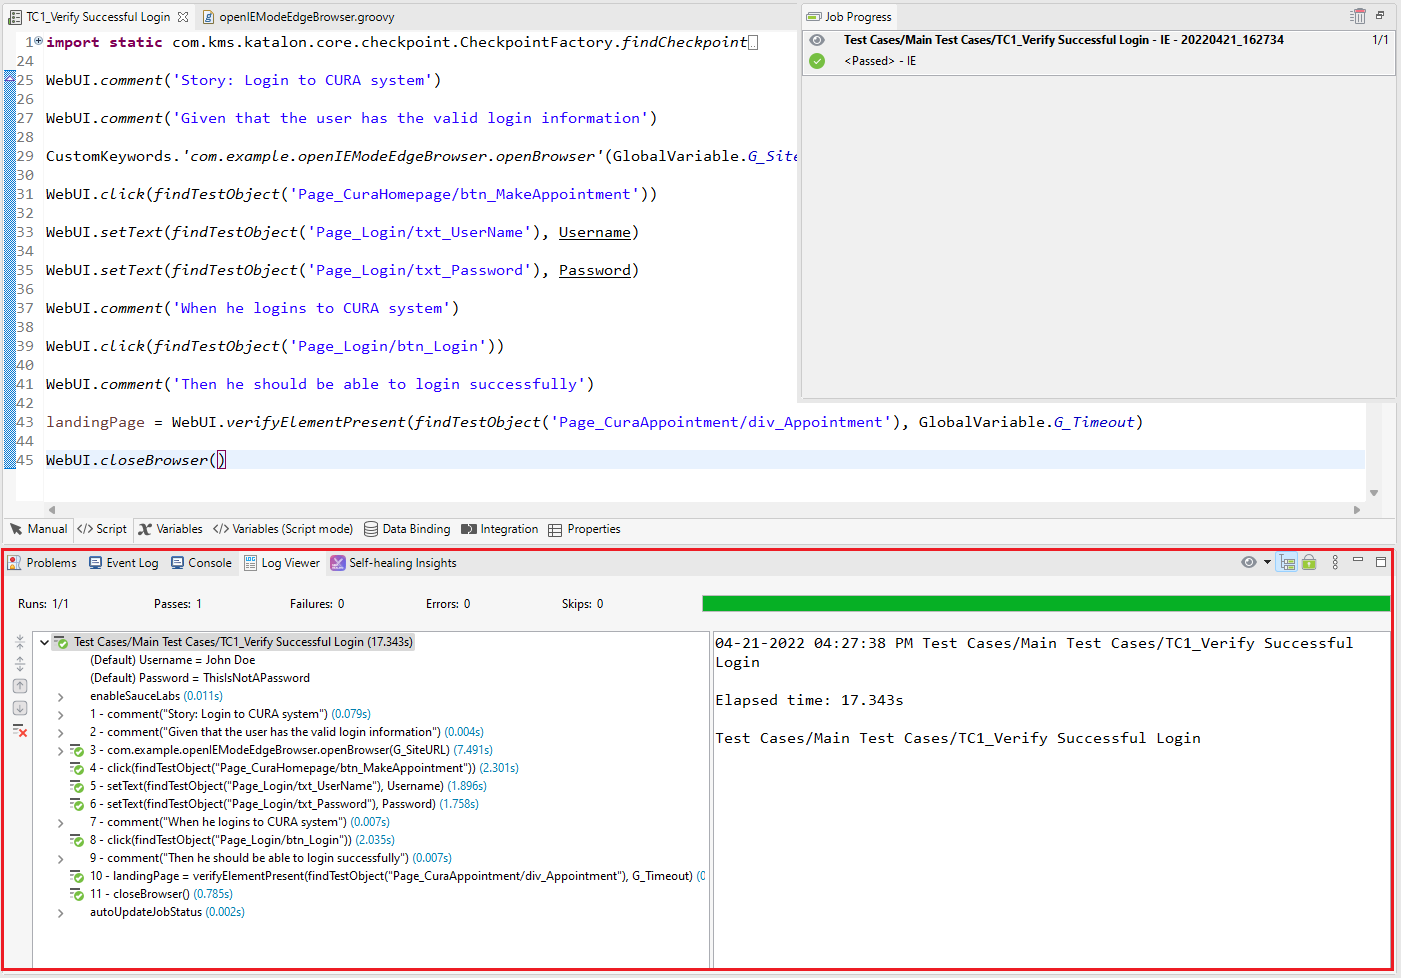 TC1_Verify Successful Login
openIEModeEdgeBrowser.groovy
1 import static com.kms.katalon.core.checkpoint.CheckpointFactory.findCheckpoint
24
25 WebUI.comment('Story: Login to CURA system')
26
27 WebUI.comment('Given that the user has the valid login information')
28
29 CustomKeywords.'com.example.openIEModeEdgeBrowser.openBrowser'(GlobalVariable.G_Site
30
31 WebUI.click(findTestObject('Page_CuraHomepage/btn_MakeAppointment'))
32
33 WebUI.setText(findTestObject('Page_Login/txt_UserName'), Username)
34
35 WebUI.setText(findTestObject('Page_Login/txt_Password'), Password)
36
37 WebUI.comment('When he logins to CURA system')
38
39 WebUI.click(findTestObject('Page_Login/btn_Login'))
40
41 WebUI.comment('Then he should be able to login successfully')
42
43 landingPage = WebUI.verifyElementPresent(findTestObject('Page_CuraAppointment/div_Appointment'), GlobalVariable.G_Timeout)
44
45 WebUI.closeBrowser()
Job Progress
Test Cases/Main Test Cases/TC1_Verify Successful Login - IE - 20220421_162734 1/1
<Passed> - IE
Manual </> Script Variables </> Variables (Script mode) Data Binding Integration Properties
Problems Event Log Console Log Viewer Self-healing Insights
Runs: 1/1 Passes: 1 Failures: 0 Errors: 0 Skips: 0
Test Cases/Main Test Cases/TC1_Verify Successful Login (17.343s)
(Default) Username = John Doe
(Default) Password = ThisIsNotAPassword
enableSauceLabs (0.011s)
1 - comment("Story: Login to CURA system") (0.079s)
2 - comment("Given that the user has the valid login information") (0.004s)
3 - com.example.openIEModeEdgeBrowser.openBrowser(G_SiteURL) (7.491s)
4 - click(findTestObject("Page_CuraHomepage/btn_MakeAppointment")) (2.301s)
5 - setText(findTestObject("Page_Login/txt_UserName"), Username) (1.896s)
6 - setText(findTestObject("Page_Login/txt_Password"), Password) (1.758s)
7 - comment("When he logins to CURA system") (0.007s)
8 - click(findTestObject("Page_Login/btn_Login")) (2.035s)
9 - comment("Then he should be able to login successfully") (0.007s)
10 - landingPage = verifyElementPresent(findTestObject("Page_CuraAppointment/div_Appointment"), G_Timeout) (0
11 - closeBrowser() (0.785s)
autoUpdateJobStatus (0.002s)
04-21-2022 04:27:38 PM Test Cases/Main Test Cases/TC1_Verify Successful
Login
Elapsed time: 17.343s
Test Cases/Main Test Cases/TC1_Verify Successful Login